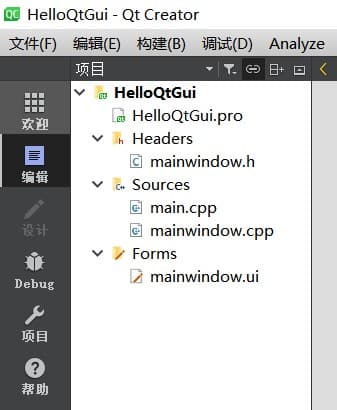 HelloQtGui - Qt Creator
文件(F) 编辑(E) 构建(B) 调试(D) Analyze
项目
欢迎
编辑
设计
Debug
项目
帮助
HelloQtGui
HelloQtGui.pro
Headers
mainwindow.h
Sources
main.cpp
mainwindow.cpp
Forms
mainwindow.ui